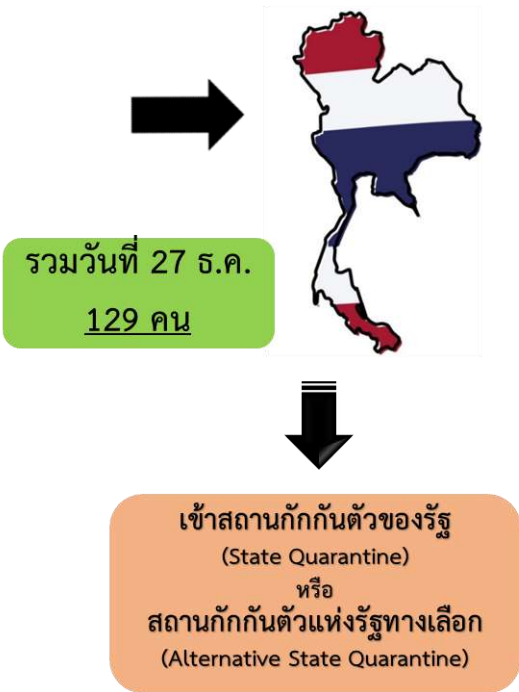 รวมวันที่ 27 ธ.ค.
129 คน
เข้าสถานกักกันตัวของรัฐ
(State Quarantine)
หรือ
สถานกักกันตัวแห่งรัฐทางเลือก
(Alternative State Quarantine)